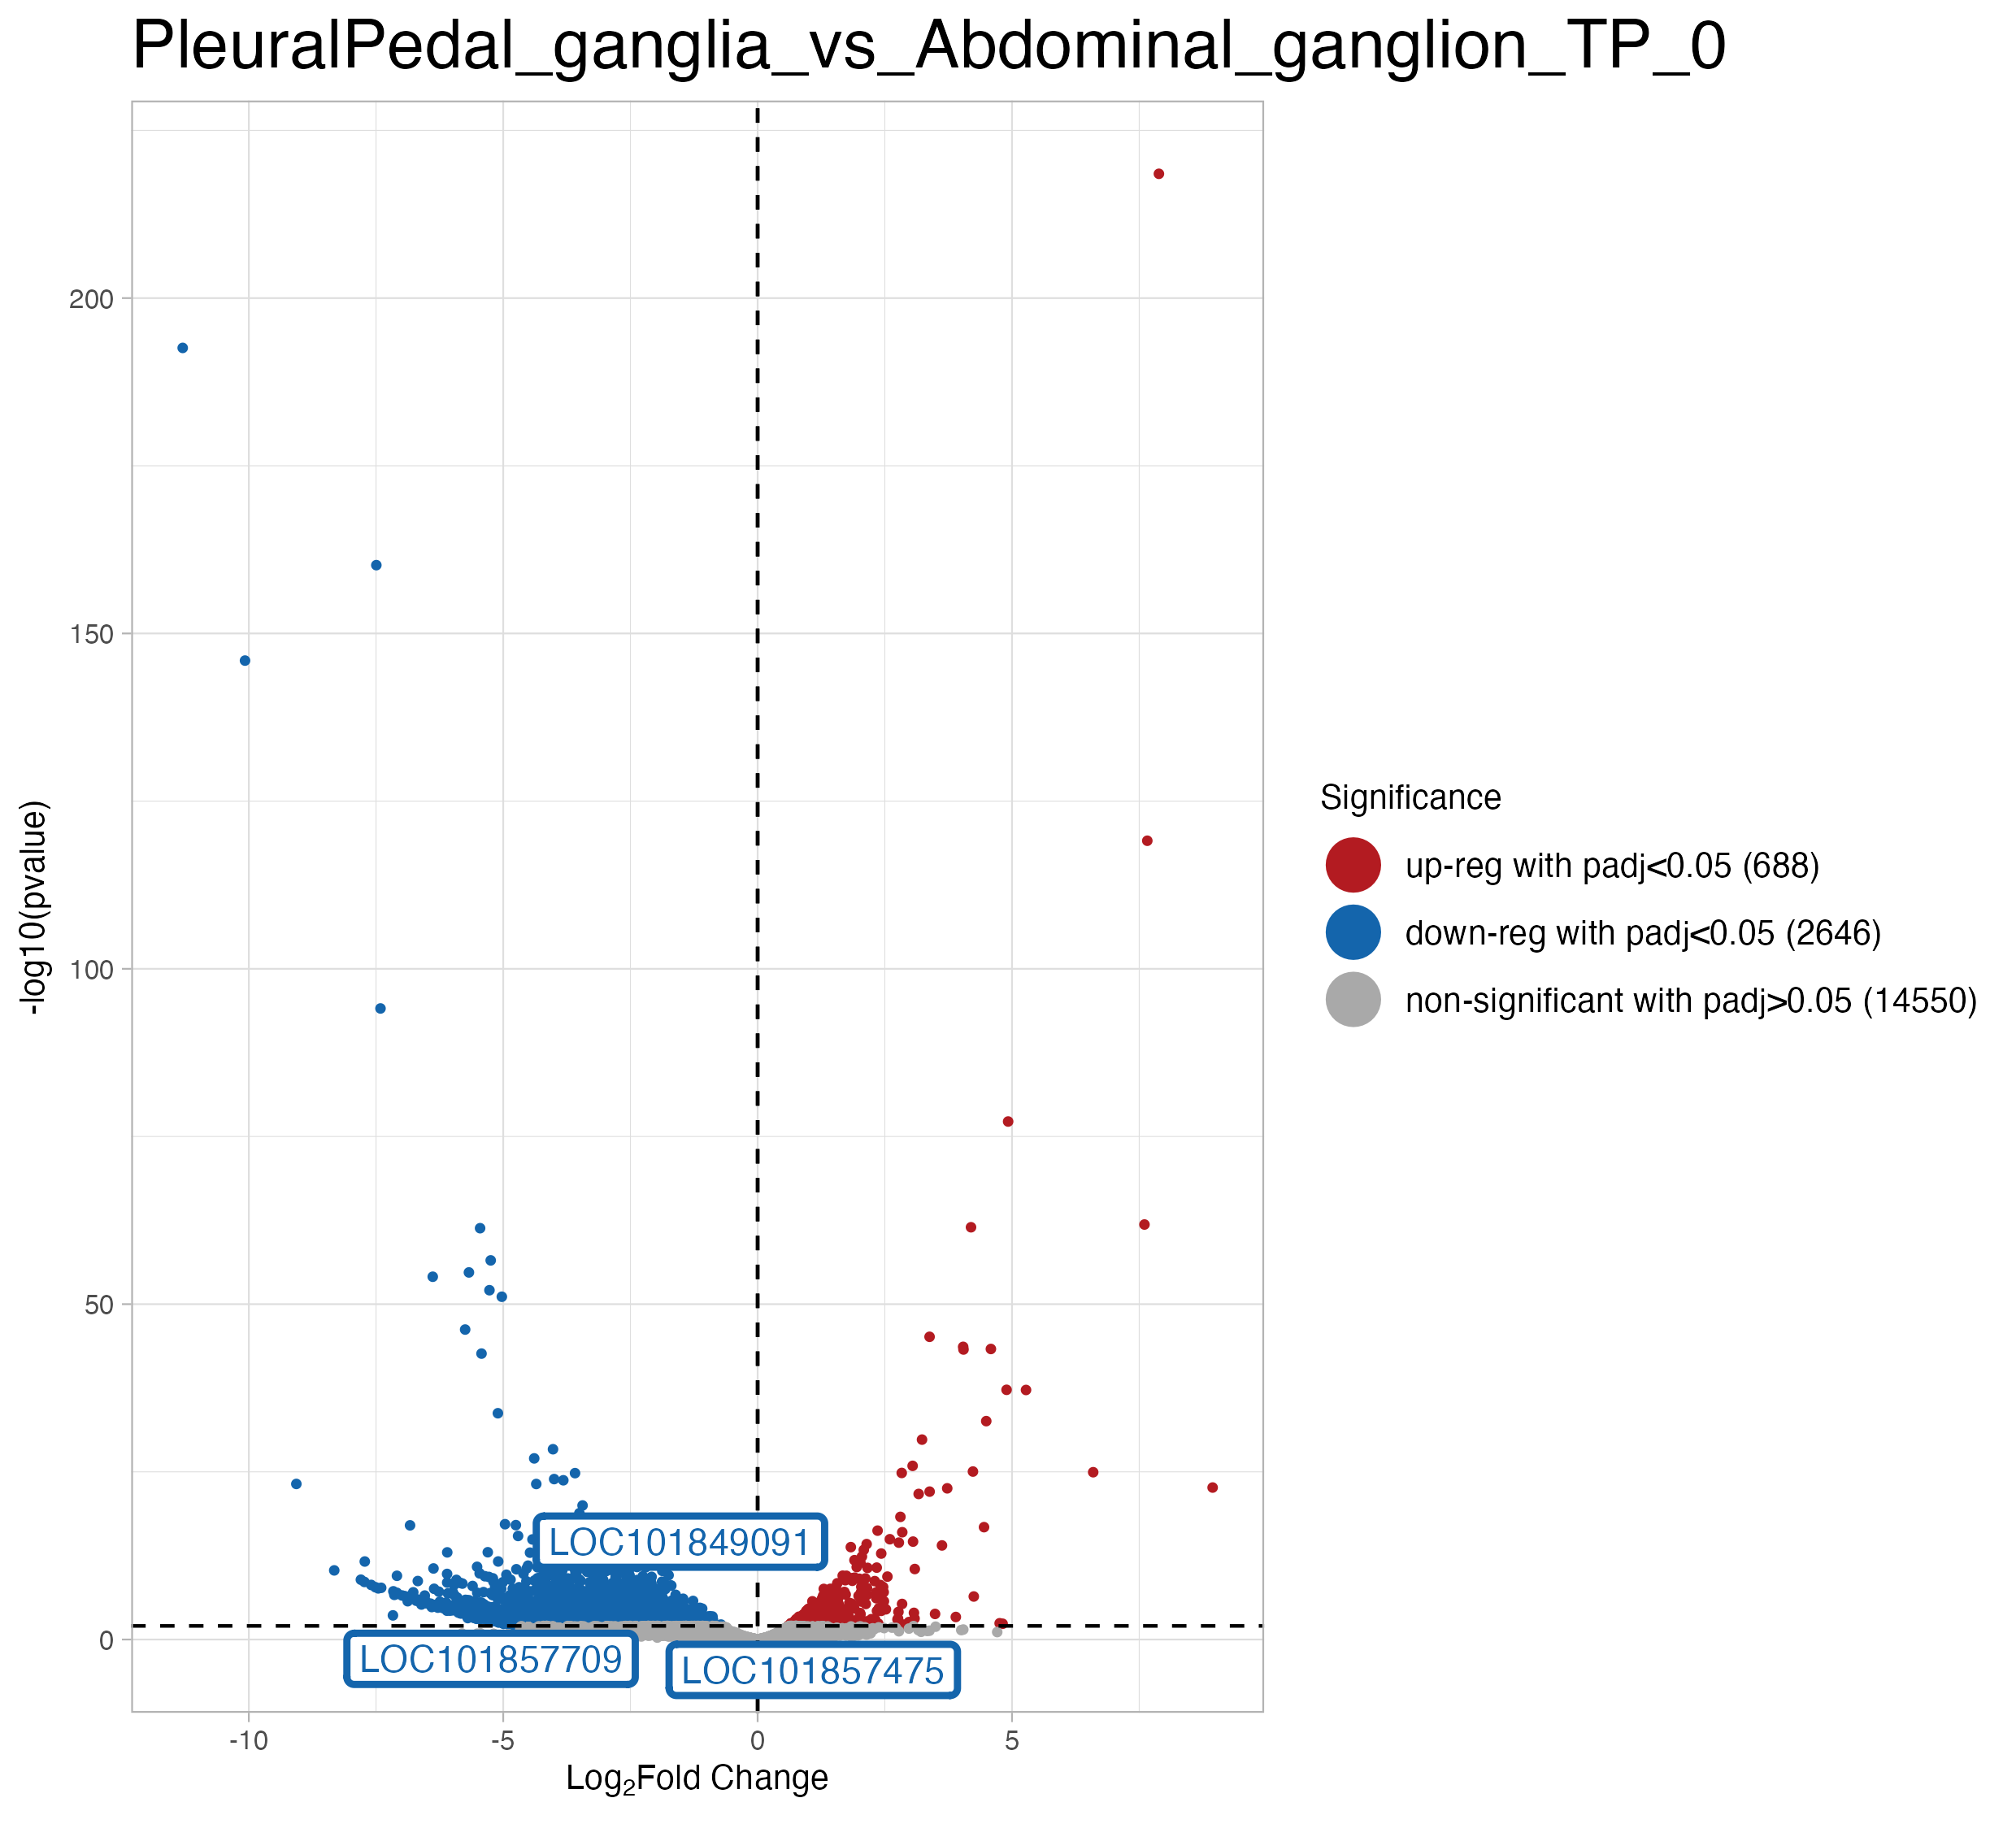 PleuralPedal_ganglia_vs_Abdominal_ganglion_TP_0
200
150
100
50
0
-log10(pvalue)
LOC101849091
LOC101857709
LOC101857475
-10
-5
0
5
Log₂Fold Change
Significance
up-reg with padj<0.05 (688)
down-reg with padj<0.05 (2646)
non-significant with padj>0.05 (14550)